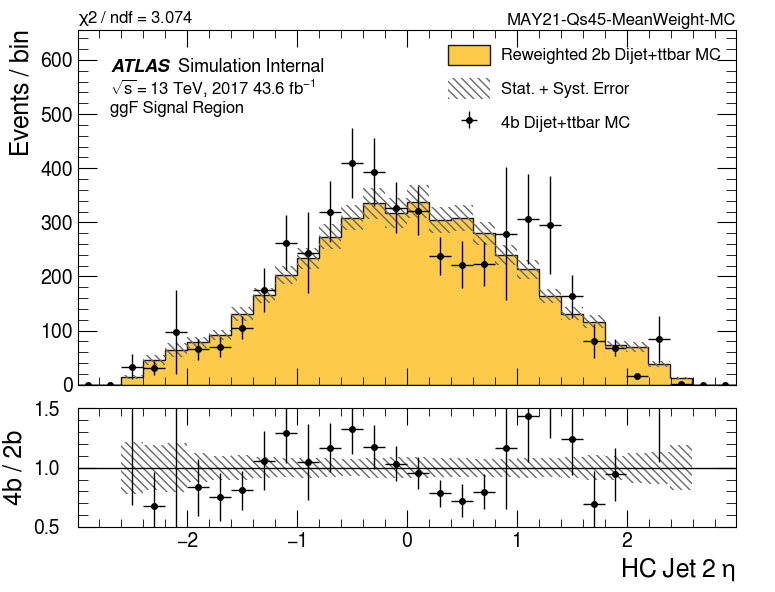 χ2 / ndf = 3.074
MAY21-Qs45-MeanWeight-MC
Events / bin
600
500
400
300
200
100
0
ATLAS Simulation Internal
√s = 13 TeV, 2017 43.6 fb⁻¹
ggF Signal Region
Reweighted 2b Dijet+ttbar MC
Stat. + Syst. Error
4b Dijet+ttbar MC
4b / 2b
1.5
1.0
0.5
−2 −1 0 1 2
HC Jet 2 η